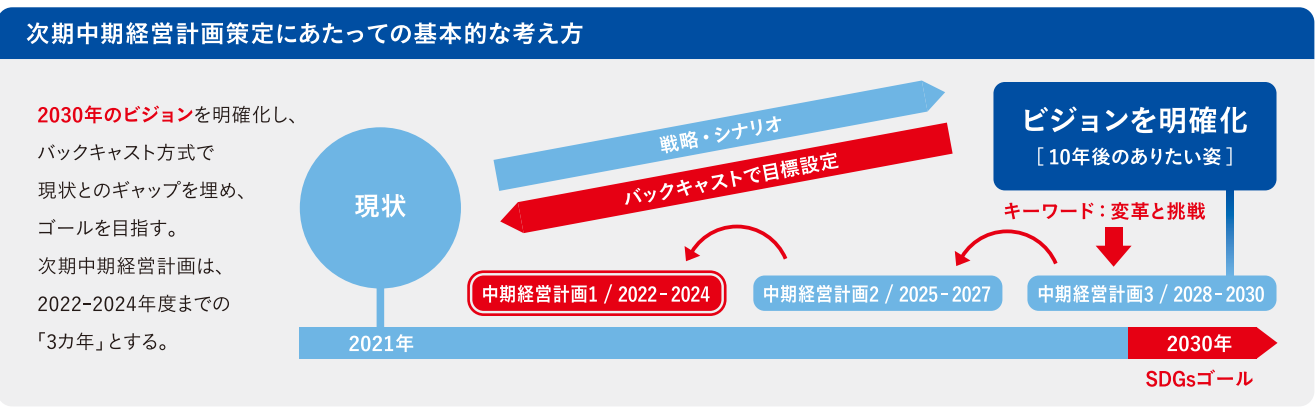 次期中期経営計画策定にあたっての基本的な考え方
2030年のビジョンを明確化し、
バックキャスト方式で
現状とのギャップを埋め、
ゴールを目指す。
次期中期経営計画は、
2022-2024年度までの
「3カ年」とする。
現状
戦略・シナリオ
バックキャストで目標設定
ビジョンを明確化
[ 10年後のありたい姿 ]
キーワード：変革と挑戦
中期経営計画1 / 2022-2024
中期経営計画2 / 2025-2027
中期経営計画3 / 2028-2030
2021年
2030年
SDGsゴール